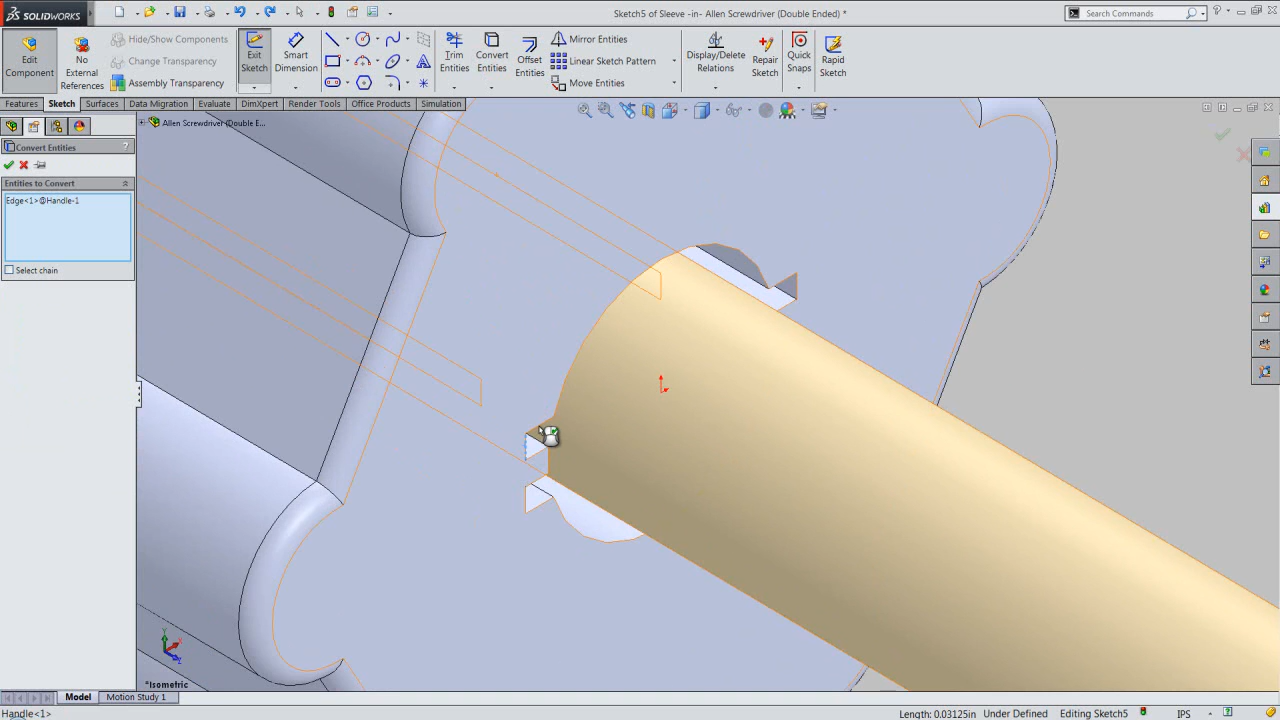 SOLIDWORKS
Sketch5 of Sleeve -in- Allen Screwdriver (Double Ended) *
Search Commands
Edit Component
No External References
Hide/Show Components
Change Transparency
Assembly Transparency
Exit Sketch
Smart Dimension
Trim Entities
Convert Entities
Offset Entities
Mirror Entities
Linear Sketch Pattern
Move Entities
Display/Delete Relations
Repair Sketch
Quick Snaps
Rapid Sketch
Features Sketch Surfaces Data Migration Evaluate DimXpert Render Tools Office Products Simulation
Allen Screwdriver (Double E...
Convert Entities ?
Entities to Convert
Edge<1>@Handle-1
Select chain
*Isometric
Model Motion Study 1
Handle<1> Length: 0.03125in Under Defined Editing Sketch5 IPS